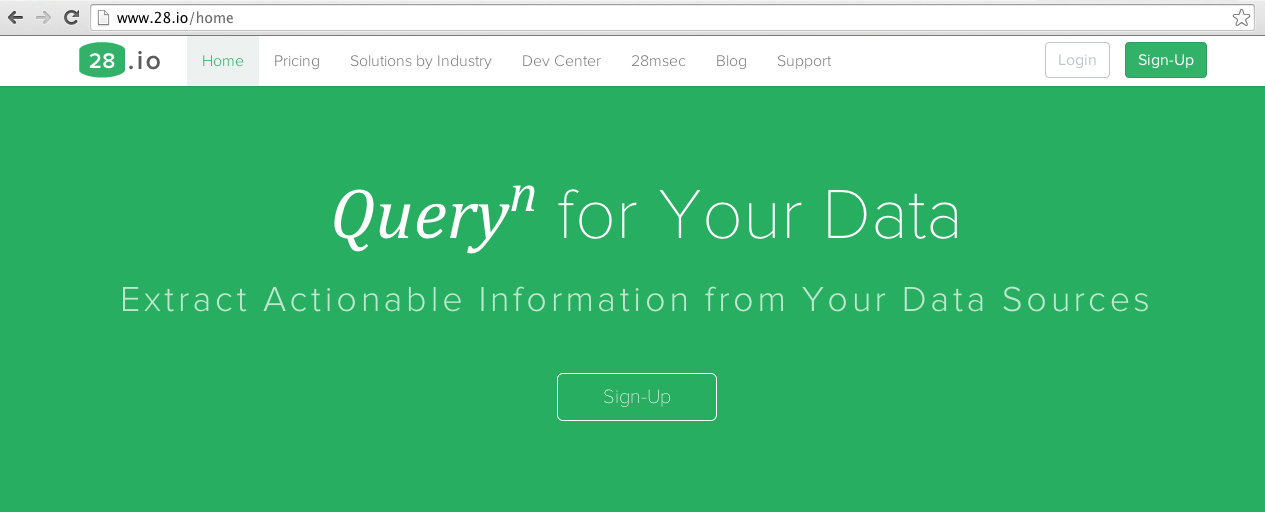 www.28.io/home
28.io Home Pricing Solutions by Industry Dev Center 28msec Blog Support Login Sign-Up
Queryⁿ for Your Data
Extract Actionable Information from Your Data Sources
Sign-Up